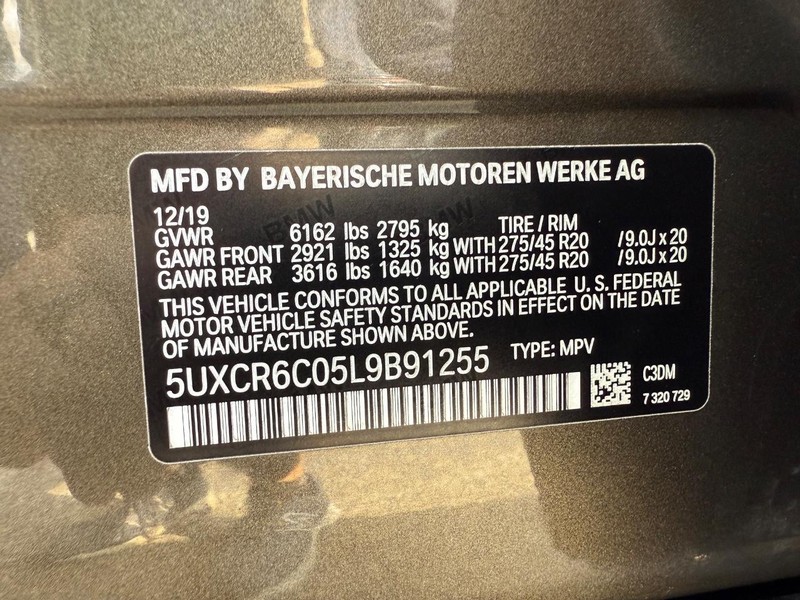 MFD BY BAYERISCHE MOTOREN WERKE AG
12/19 TIRE / RIM
GVWR 6162 lbs 2795 kg
GAWR FRONT 2921 lbs 1325 kg WITH 275/45 R20 /9.0J x 20
GAWR REAR 3616 lbs 1640 kg WITH 275/45 R20 /9.0J x 20
THIS VEHICLE CONFORMS TO ALL APPLICABLE U. S. FEDERAL
MOTOR VEHICLE SAFETY STANDARDS IN EFFECT ON THE DATE
OF MANUFACTURE SHOWN ABOVE.
5UXCR6C05L9B91255 TYPE: MPV
C3DM
7 320 729